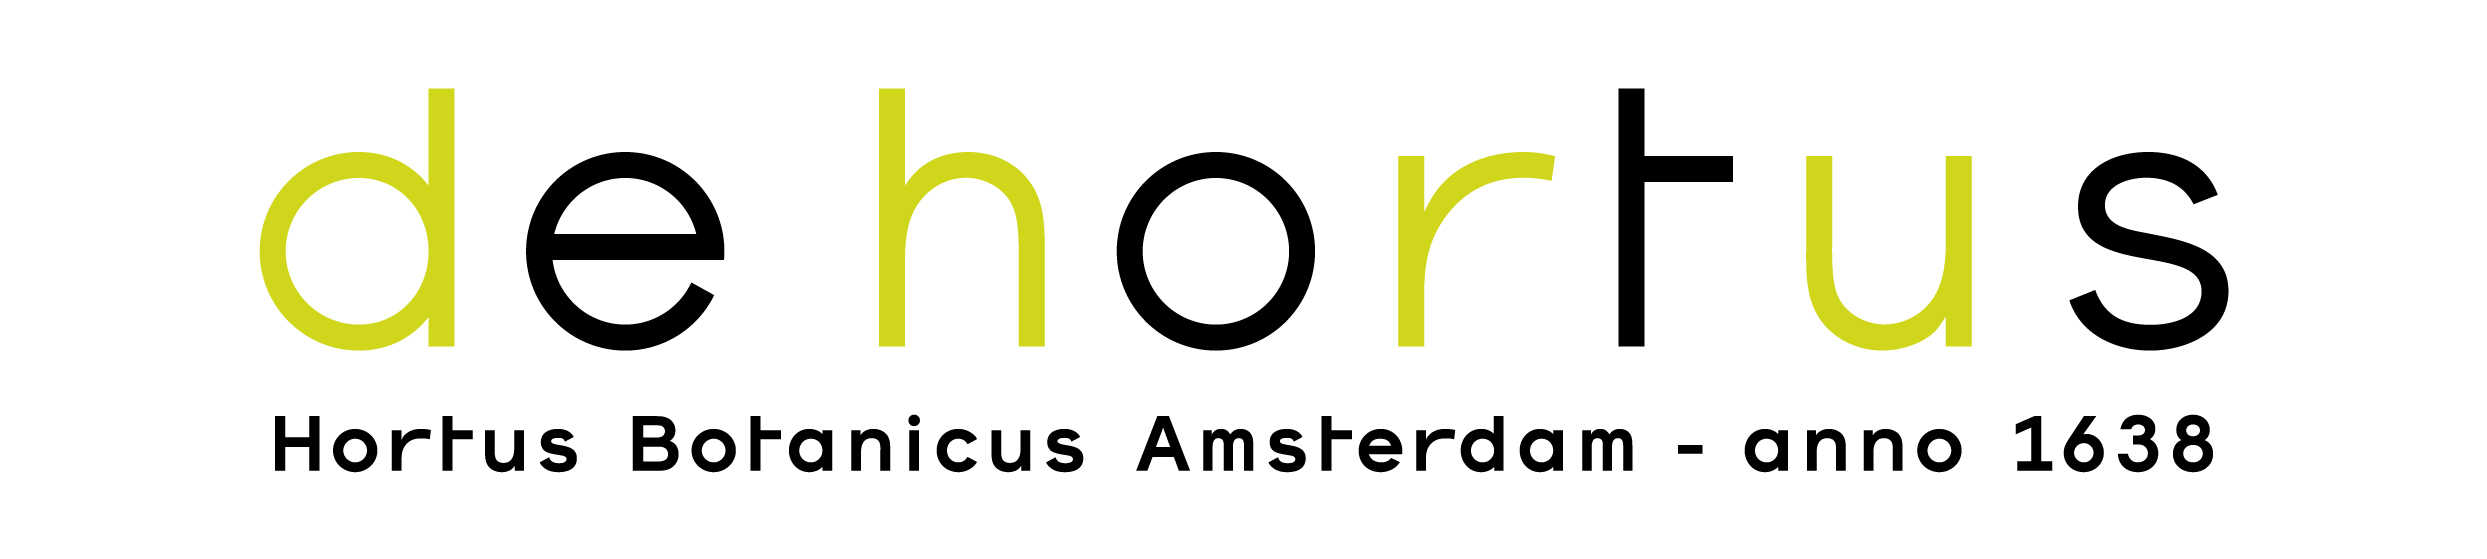 de hortus
Hortus Botanicus Amsterdam - anno 1638